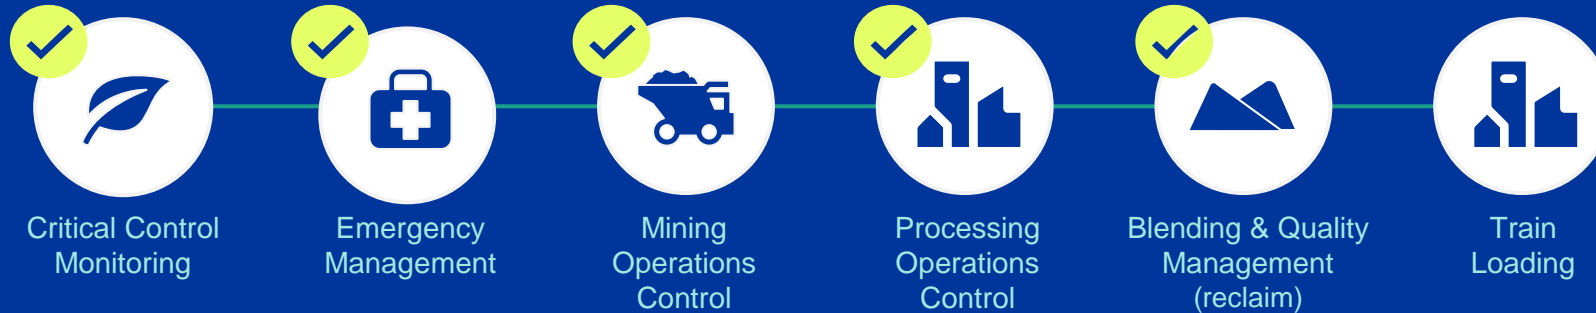 Critical Control
Monitoring
Emergency
Management
Mining
Operations
Control
Processing
Operations
Control
Blending & Quality
Management
(reclaim)
Train
Loading